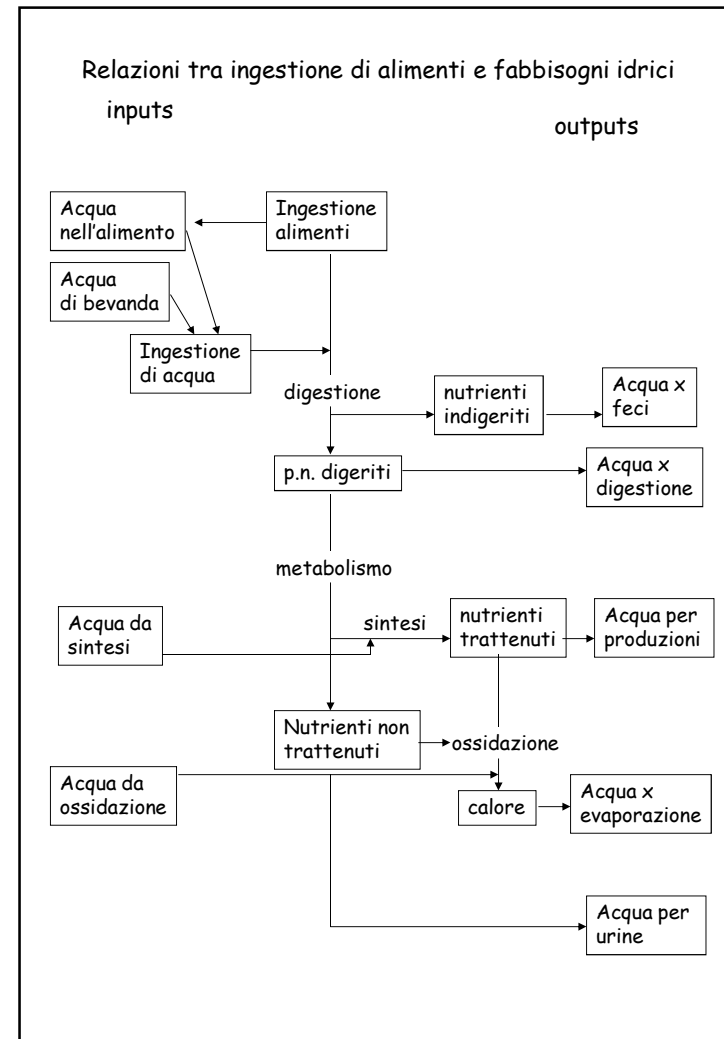 Relazioni tra ingestione di alimenti e fabbisogni idrici
inputs
outputs
Acqua
nell'alimento
Ingestione
alimenti
Acqua
di bevanda
Ingestione
di acqua
digestione
nutrienti
indigeriti
Acqua x
feci
p.n. digeriti
Acqua x
digestione
metabolismo
Acqua da
sintesi
sintesi
nutrienti
trattenuti
Acqua per
produzioni
Nutrienti non
trattenuti
ossidazione
Acqua da
ossidazione
calore
Acqua x
evaporazione
Acqua per
urine